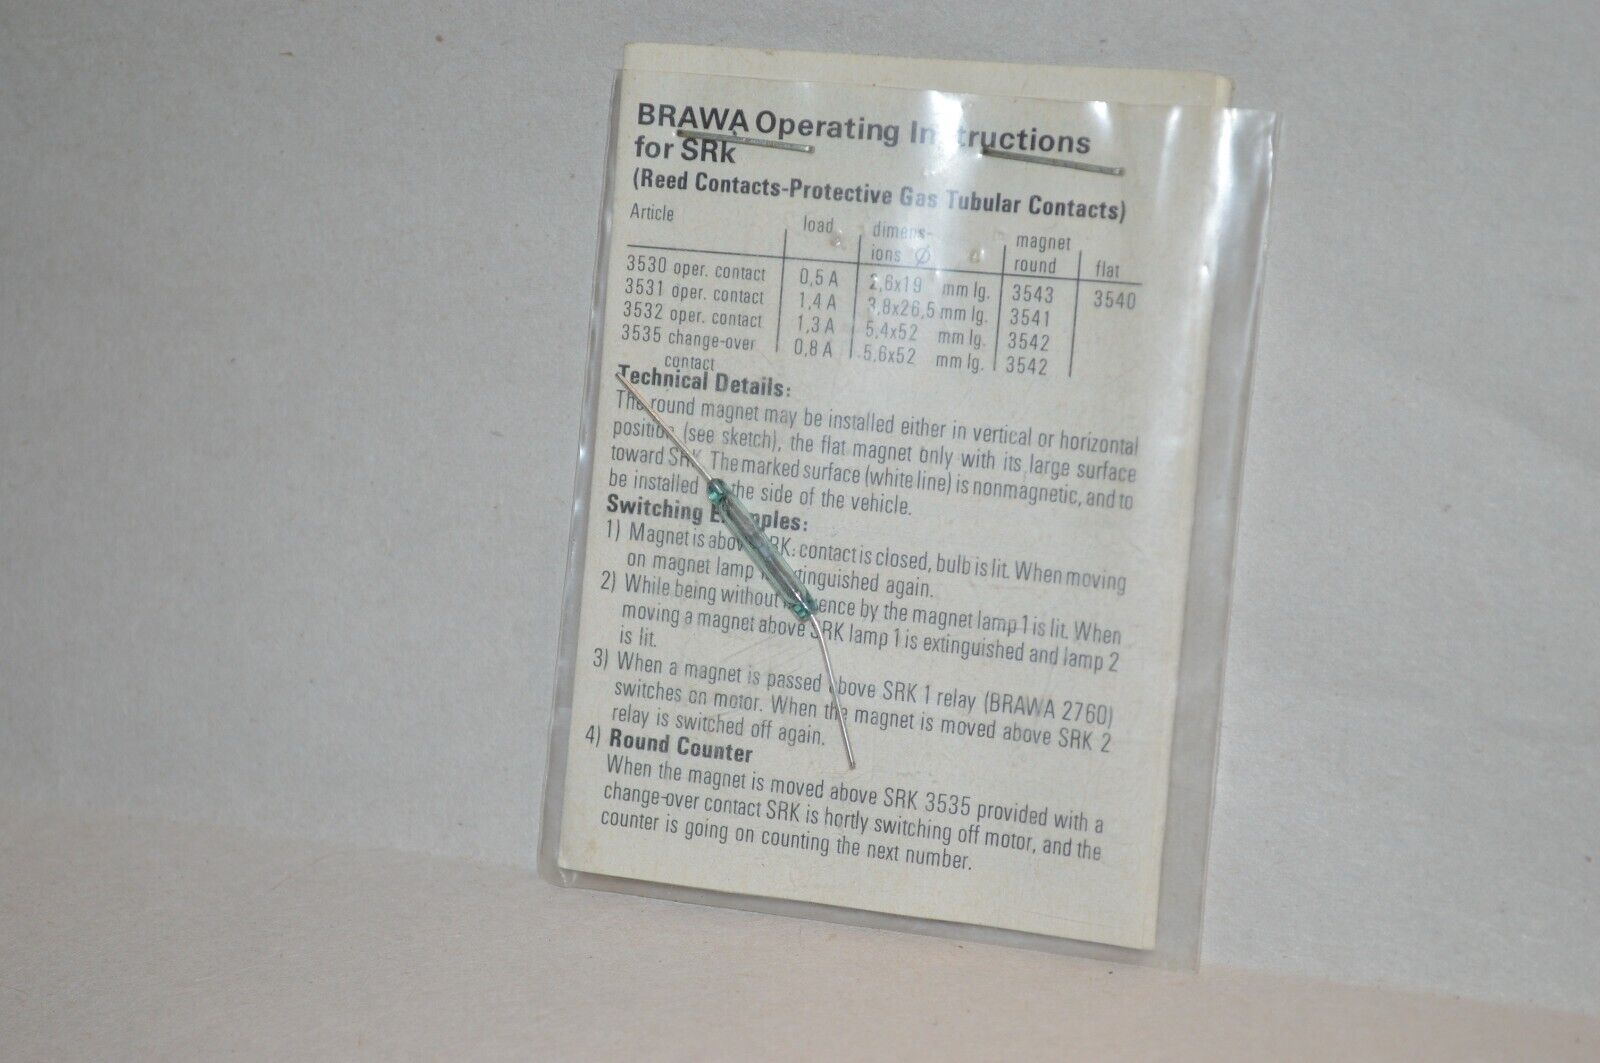 BRAWA Operating Instructions
for SRk
(Reed Contacts-Protective Gas Tubular Contacts)
Article load dimens- magnet
ions Ø round flat
3530 oper. contact 0,5 A 2,6x19 mm lg. 3543 3540
3531 oper. contact 1,4 A 3,8x26,5 mm lg. 3541
3532 oper. contact 1,3 A 5,4x52 mm lg. 3542
3535 change-over 0,8 A 5,6x52 mm lg. 3542
contact
Technical Details:
The round magnet may be installed either in vertical or horizontal
position (see sketch), the flat magnet only with its large surface
toward SRK. The marked surface (white line) is nonmagnetic, and to
be installed the side of the vehicle.
Switching Examples:
1) Magnet is above SRK: contact is closed, bulb is lit. When moving
on magnet lamp is extinguished again.
2) While being without influence by the magnet lamp 1 is lit. When
moving a magnet above SRK lamp 1 is extinguished and lamp 2
is lit.
3) When a magnet is passed above SRK 1 relay (BRAWA 2760)
switches on motor. When the magnet is moved above SRK 2
relay is switched off again.
4) Round Counter
When the magnet is moved above SRK 3535 provided with a
change-over contact SRK is hortly switching off motor, and the
counter is going on counting the next number.